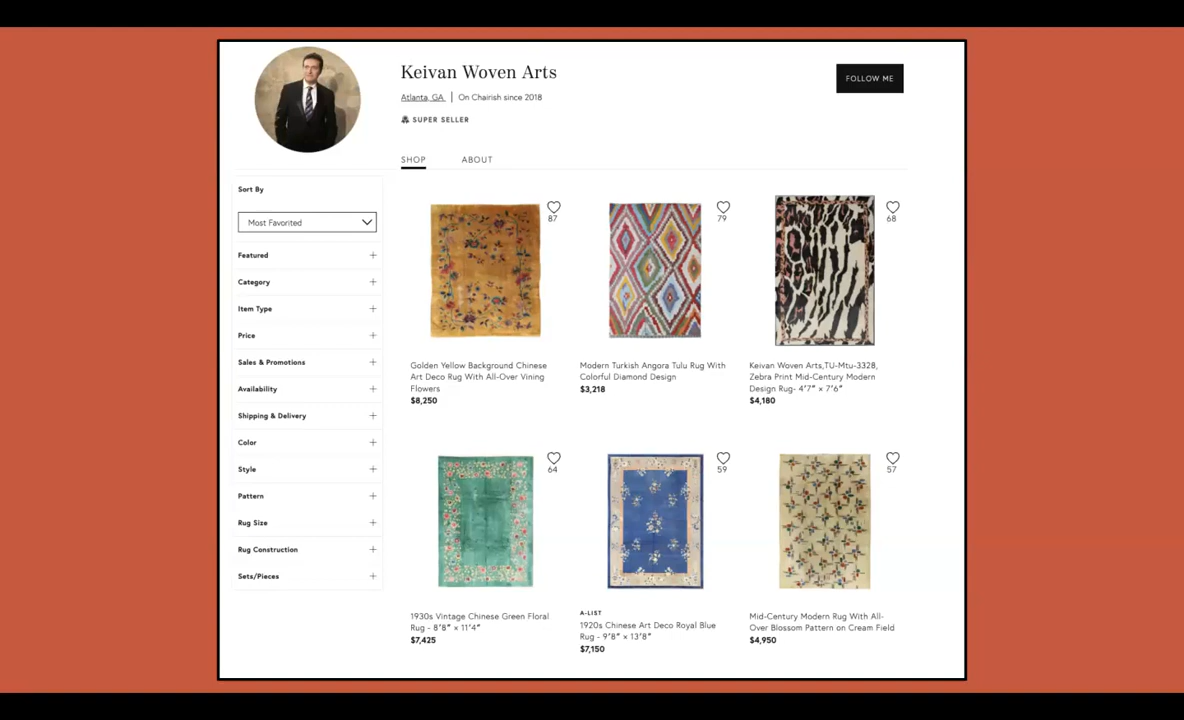 Keivan Woven Arts
FOLLOW ME
Atlanta, GA | On Chairish since 2018
SUPER SELLER
SHOP
ABOUT
Sort By
Most Favorited
Featured
Category
Item Type
Price
Sales & Promotions
Availability
Shipping & Delivery
Color
Style
Pattern
Rug Size
Rug Construction
Sets/Pieces
87
Golden Yellow Background Chinese
Art Deco Rug With All-Over Vining
Flowers
$8,250
79
Modern Turkish Angora Tulu Rug With
Colorful Diamond Design
$3,218
68
Keivan Woven Arts,TU-Mtu-3328,
Zebra Print Mid-Century Modern
Design Rug- 4'7" × 7'6"
$4,180
64
1930s Vintage Chinese Green Floral
Rug - 8'8" × 11'4"
$7,425
59
A-LIST
1920s Chinese Art Deco Royal Blue
Rug - 9'8" × 13'8"
$7,150
57
Mid-Century Modern Rug With All-
Over Blossom Pattern on Cream Field
$4,950